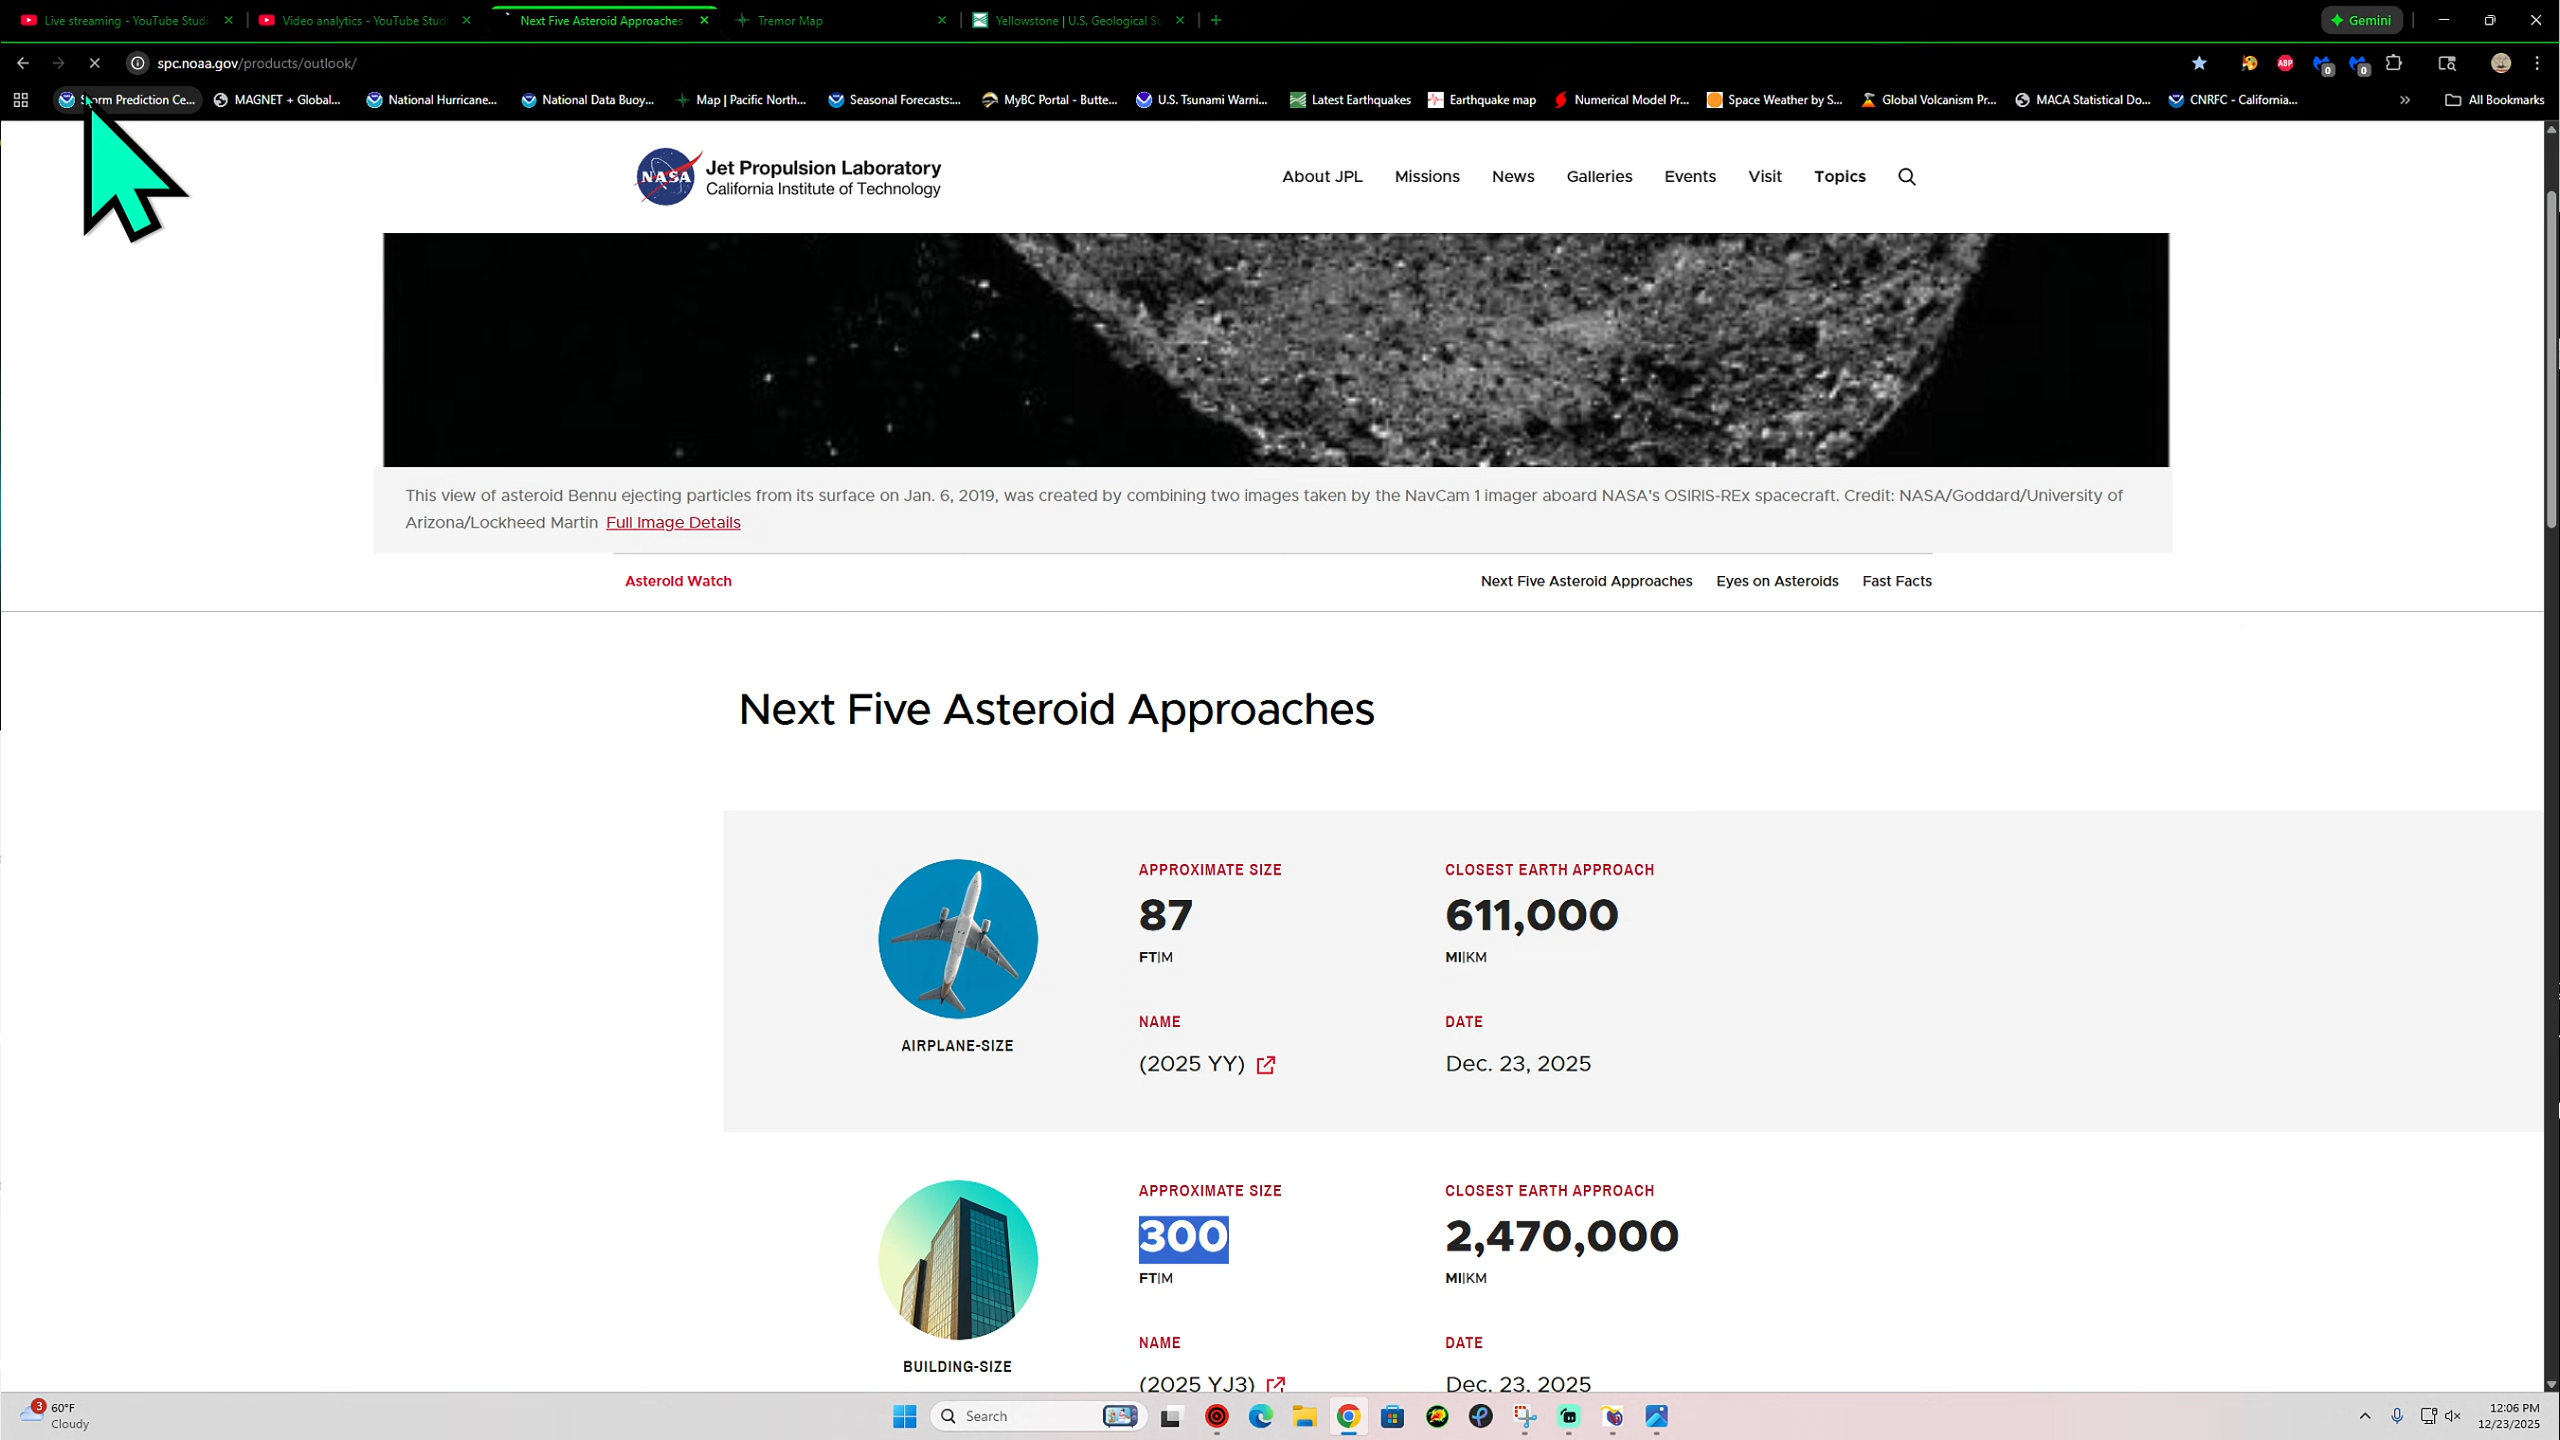 Live streaming - YouTube Studi
Video analytics - YouTube Stud
Next Five Asteroid Approaches
Tremor Map
Yellowstone | U.S. Geological S
Gemini
spc.noaa.gov/products/outlook/
Storm Prediction Ce...
MAGNET + Global...
National Hurricane...
National Data Buoy...
Map | Pacific North...
Seasonal Forecasts:...
MyBC Portal - Butte...
U.S. Tsunami Warni...
Latest Earthquakes
Earthquake map
Numerical Model Pr...
Space Weather by S...
Global Volcanism Pr...
MACA Statistical Do...
CNRFC - California...
All Bookmarks
NASA
Jet Propulsion Laboratory
California Institute of Technology
About JPL
Missions
News
Galleries
Events
Visit
Topics
This view of asteroid Bennu ejecting particles from its surface on Jan. 6, 2019, was created by combining two images taken by the NavCam 1 imager aboard NASA's OSIRIS-REx spacecraft. Credit: NASA/Goddard/University of
Arizona/Lockheed Martin Full Image Details
Asteroid Watch
Next Five Asteroid Approaches
Eyes on Asteroids
Fast Facts
Next Five Asteroid Approaches
APPROXIMATE SIZE
CLOSEST EARTH APPROACH
87
611,000
FT|M
MI|KM
NAME
DATE
AIRPLANE-SIZE
(2025 YY)
Dec. 23, 2025
APPROXIMATE SIZE
CLOSEST EARTH APPROACH
300
2,470,000
FT|M
MI|KM
NAME
DATE
BUILDING-SIZE
(2025 YJ3)
Dec. 23, 2025
3
60°F
Cloudy
Search
12:06 PM
12/23/2025